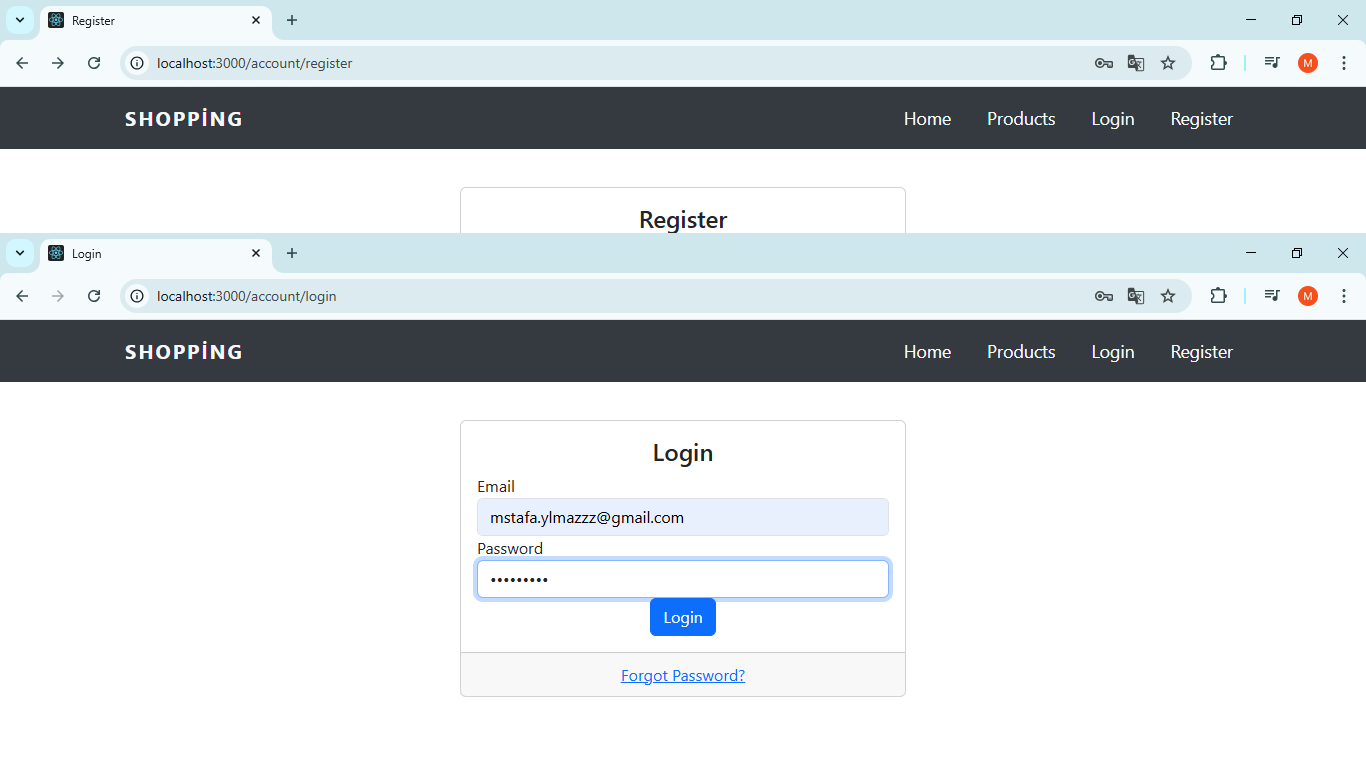 Register
localhost:3000/account/register
M
SHOPPİNG Home Products Login Register
Register
Login
localhost:3000/account/login
M
SHOPPİNG Home Products Login Register
Login
Email
mstafa.ylmazzz@gmail.com
Password
•••••••••
Login
Forgot Password?